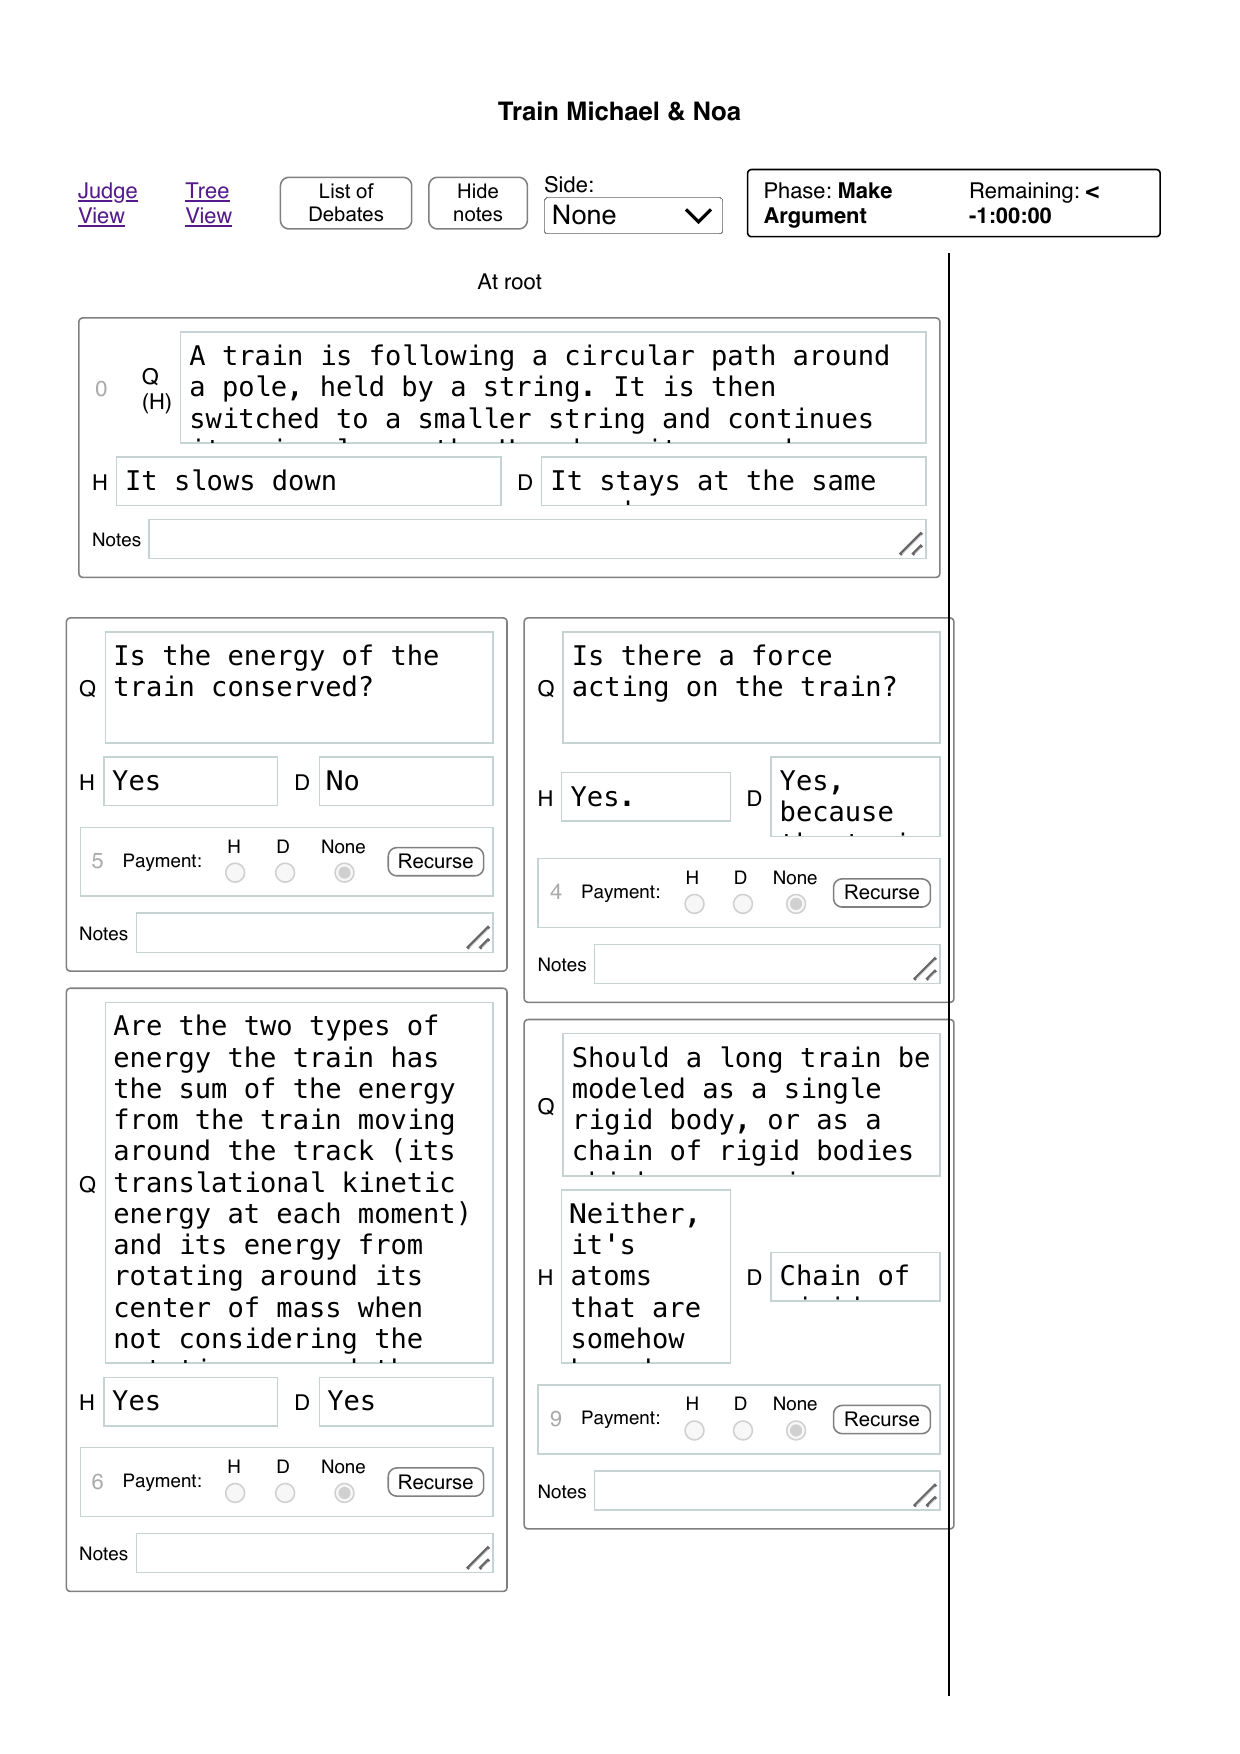 Train Michael & Noa
Judge View
Tree View
List of Debates
Hide notes
Side:
None
Phase: Make Argument
Remaining: < -1:00:00
At root
0
Q (H)
A train is following a circular path around
a pole, held by a string. It is then
switched to a smaller string and continues
H
It slows down
D
It stays at the same
Notes
Q
Is the energy of the
train conserved?
H
Yes
D
No
5
Payment:
H
D
None
Recurse
Notes
Q
Is there a force
acting on the train?
H
Yes.
D
Yes,
because
4
Payment:
H
D
None
Recurse
Notes
Q
Are the two types of
energy the train has
the sum of the energy
from the train moving
around the track (its
translational kinetic
energy at each moment)
and its energy from
rotating around its
center of mass when
not considering the
H
Yes
D
Yes
6
Payment:
H
D
None
Recurse
Notes
Q
Should a long train be
modeled as a single
rigid body, or as a
chain of rigid bodies
H
Neither,
it's
atoms
that are
somehow
D
Chain of
9
Payment:
H
D
None
Recurse
Notes